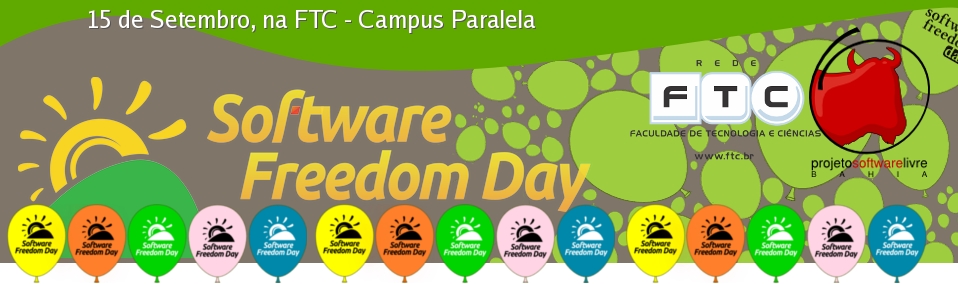 15 de Setembro, na FTC - Campus Paralela
software
freedom
day
Software
Freedom Day
REDE
FTC
FACULDADE DE TECNOLOGIA E CIÊNCIAS
www.ftc.br
projetosoftwarelivre
BAHIA
Software
Freedom Day
Software
Freedom Day
Software
Freedom Day
Software
Freedom Day
Software
Freedom Day
Software
Freedom Day
Software
Freedom Day
Software
Freedom Day
Software
Freedom Day
Software
Freedom Day
Software
Freedom Day
Software
Freedom Day
Software
Freedom Day
Software
Freedom Day
Software
Freedom Day